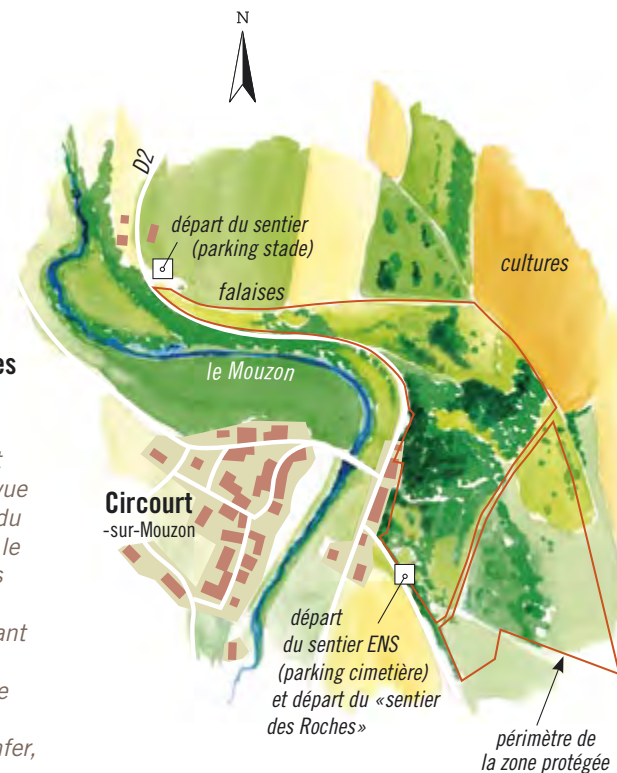 N
D2
départ du sentier
(parking stade)
falaises
cultures
le Mouzon
Circourt
-sur-Mouzon
départ
du sentier ENS
(parking cimetière)
et départ du «sentier
des Roches»
périmètre de
la zone protégée
es
vue
du
le
s
ant
e
nfer,